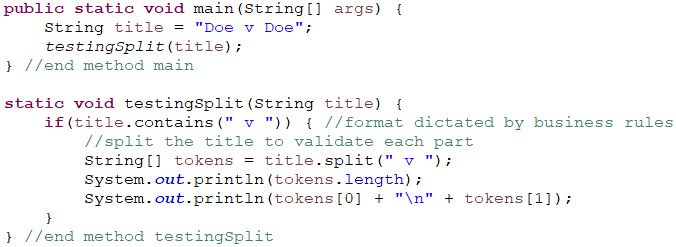 public static void main(String[] args) {
    String title = "Doe v Doe";
    testingSplit(title);
} //end method main

static void testingSplit(String title) {
    if(title.contains(" v ")) { //format dictated by business rules
        //split the title to validate each part
        String[] tokens = title.split(" v ");
        System.out.println(tokens.length);
        System.out.println(tokens[0] + "\n" + tokens[1]);
    }
} //end method testingSplit